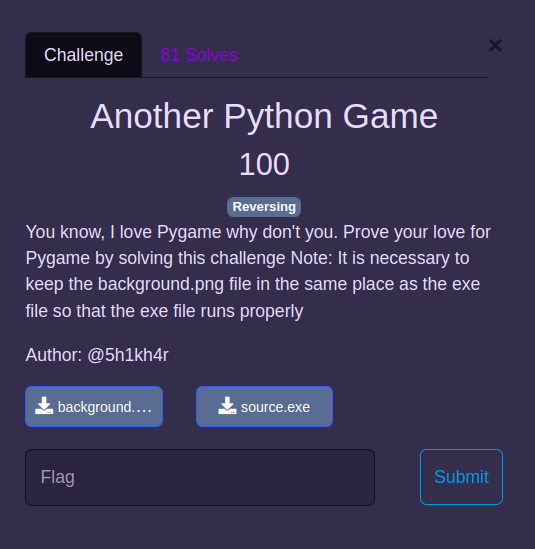 Challenge
81 Solves
×
Another Python Game
100
Reversing
You know, I love Pygame why don't you. Prove your love for
Pygame by solving this challenge Note: It is necessary to
keep the background.png file in the same place as the exe
file so that the exe file runs properly
Author: @5h1kh4r
background....
source.exe
Flag
Submit